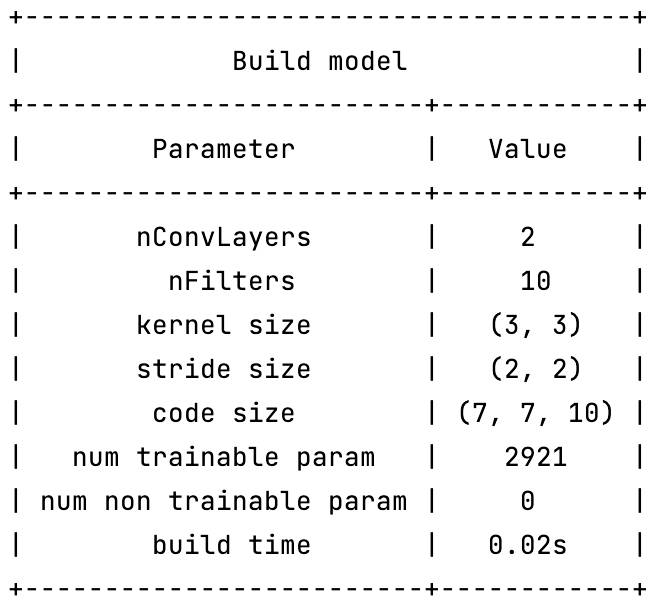 +--------------------------------------+
|             Build model              |
+-------------------------+------------+
|        Parameter        |   Value    |
+-------------------------+------------+
|       nConvLayers       |     2      |
|         nFilters        |     10     |
|       kernel size       |   (3, 3)   |
|       stride size       |   (2, 2)   |
|        code size        | (7, 7, 10) |
|   num trainable param   |    2921    |
| num non trainable param |     0      |
|        build time       |   0.02s    |
+-------------------------+------------+